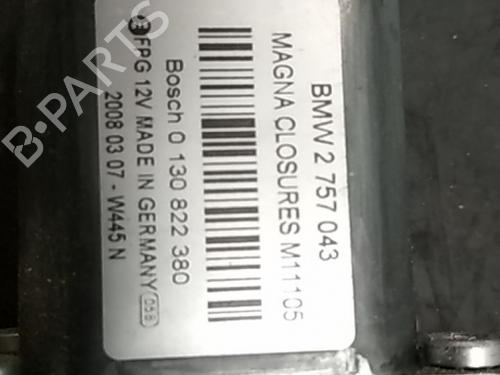 BMW 2 757 043
MAGNA CLOSURES M11105
Bosch 0 130 822 380
FPG 12V MADE IN GERMANY 058
2008 03 07 - W445 N
B-PARTS